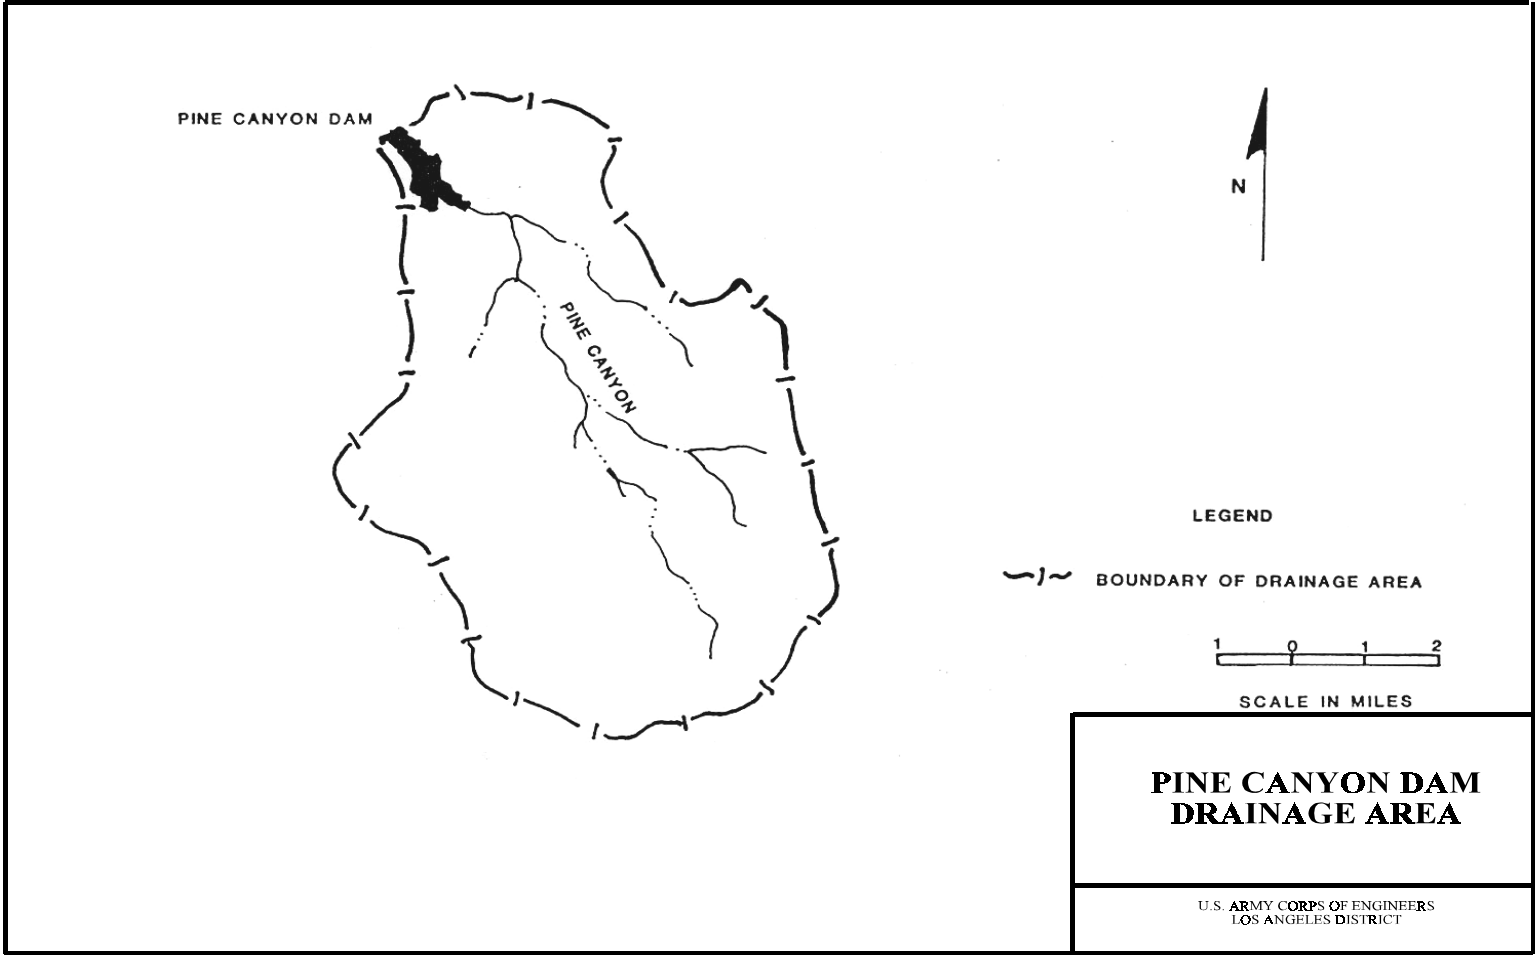 PINE CANYON DAM
N
PINE CANYON
LEGEND
BOUNDARY OF DRAINAGE AREA
1 0 1 2
SCALE IN MILES
PINE CANYON DAM
DRAINAGE AREA
U.S. ARMY CORPS OF ENGINEERS
LOS ANGELES DISTRICT